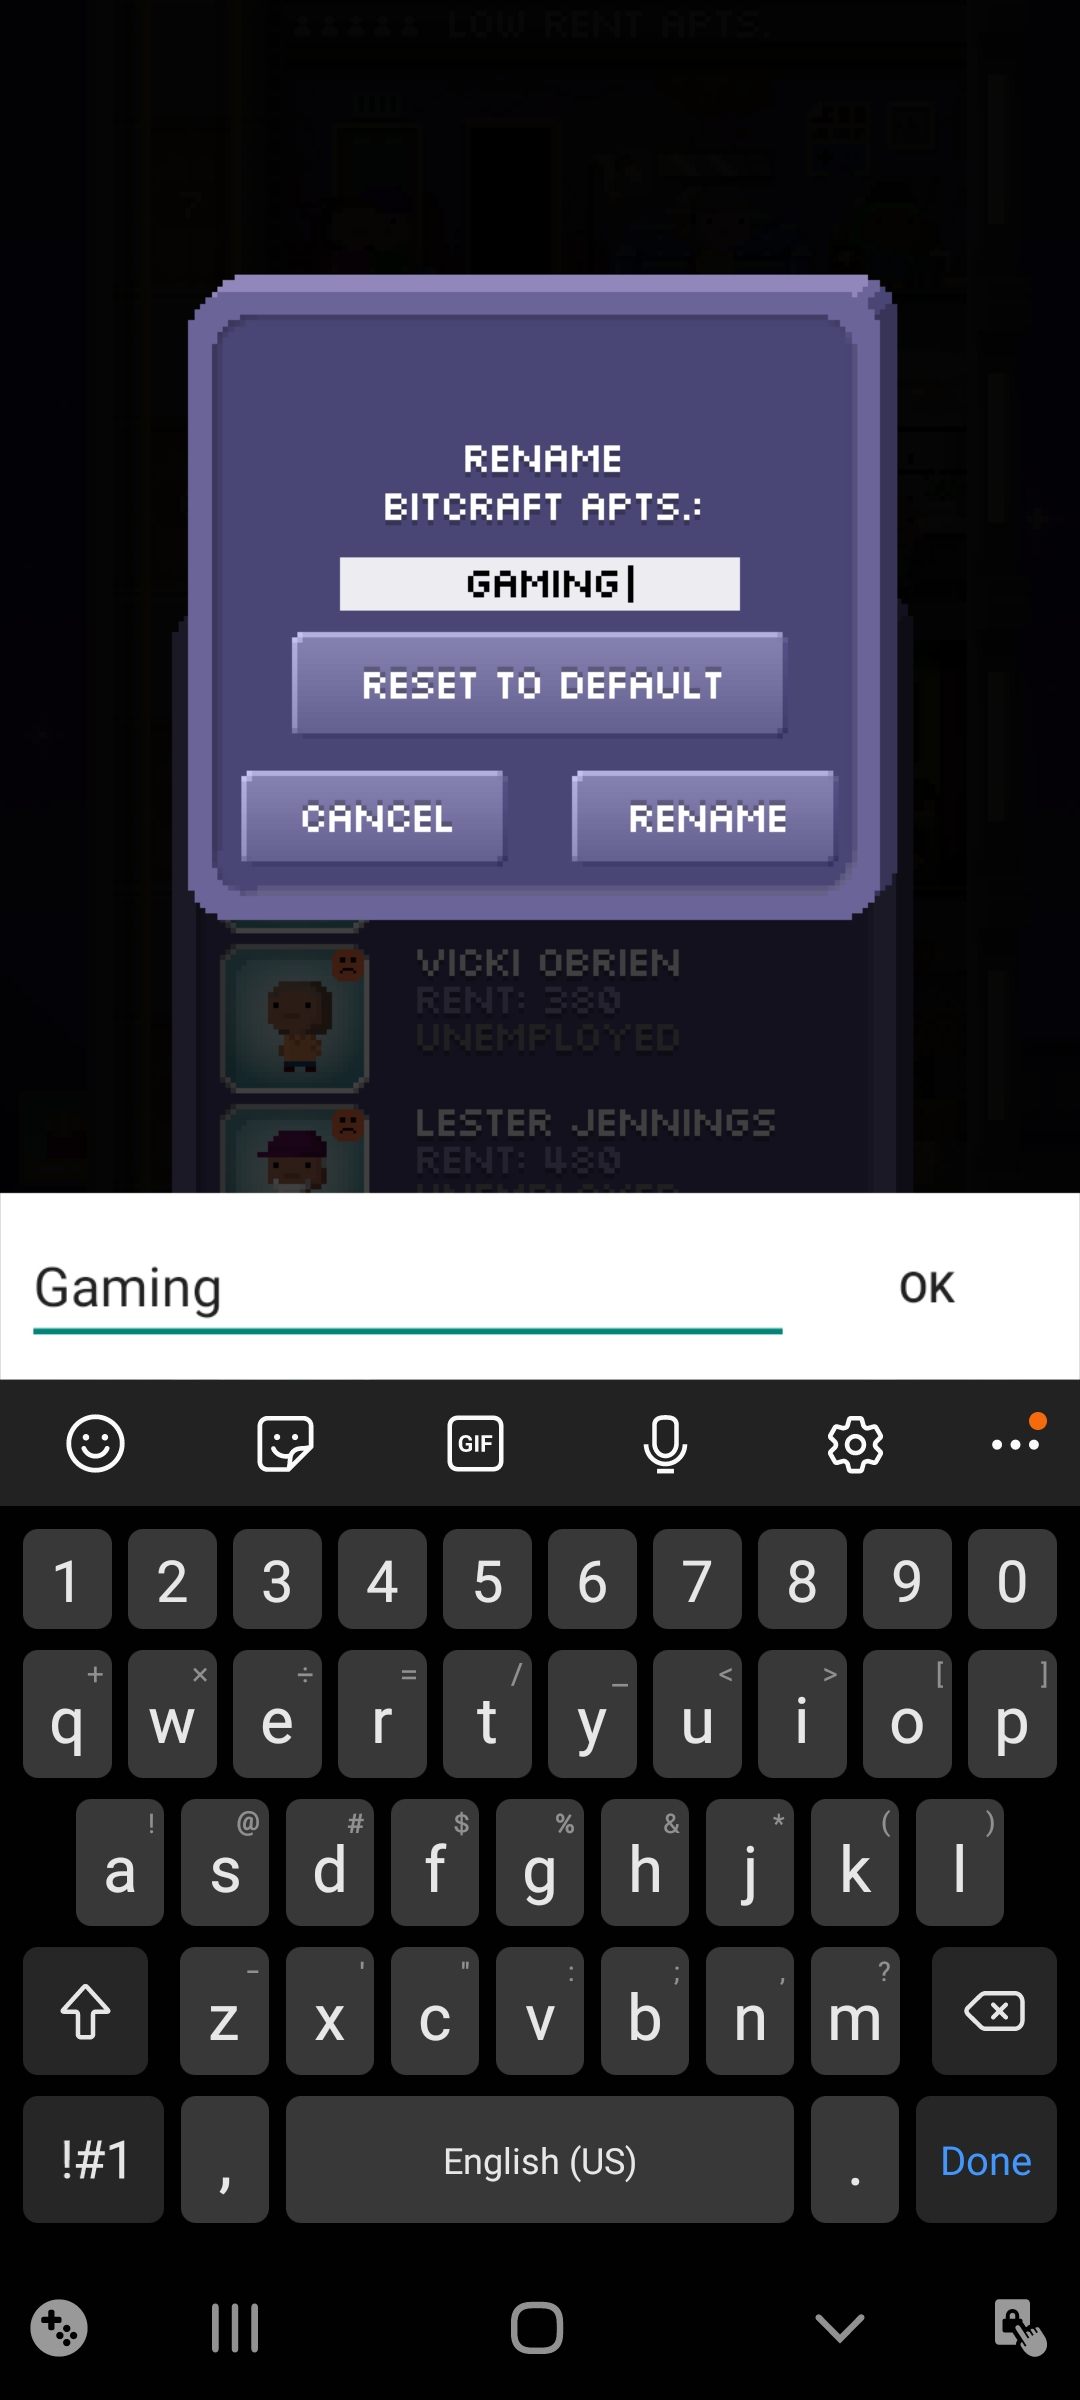 LOW RENT APTS.
7
RENAME
BITCRAFT APTS.:
GAMING
RESET TO DEFAULT
CANCEL
RENAME
VICKI OBRIEN
RENT: 380
UNEMPLOYED
LESTER JENNINGS
RENT: 480
UNEMPLOYED
Gaming
OK
GIF
1 2 3 4 5 6 7 8 9 0
+ × ÷ = / _ < > [ ]
q w e r t y u i o p
! @ # $ % & * ( )
a s d f g h j k l
- ' " : ; , ?
z x c v b n m
!#1 , English (US) . Done